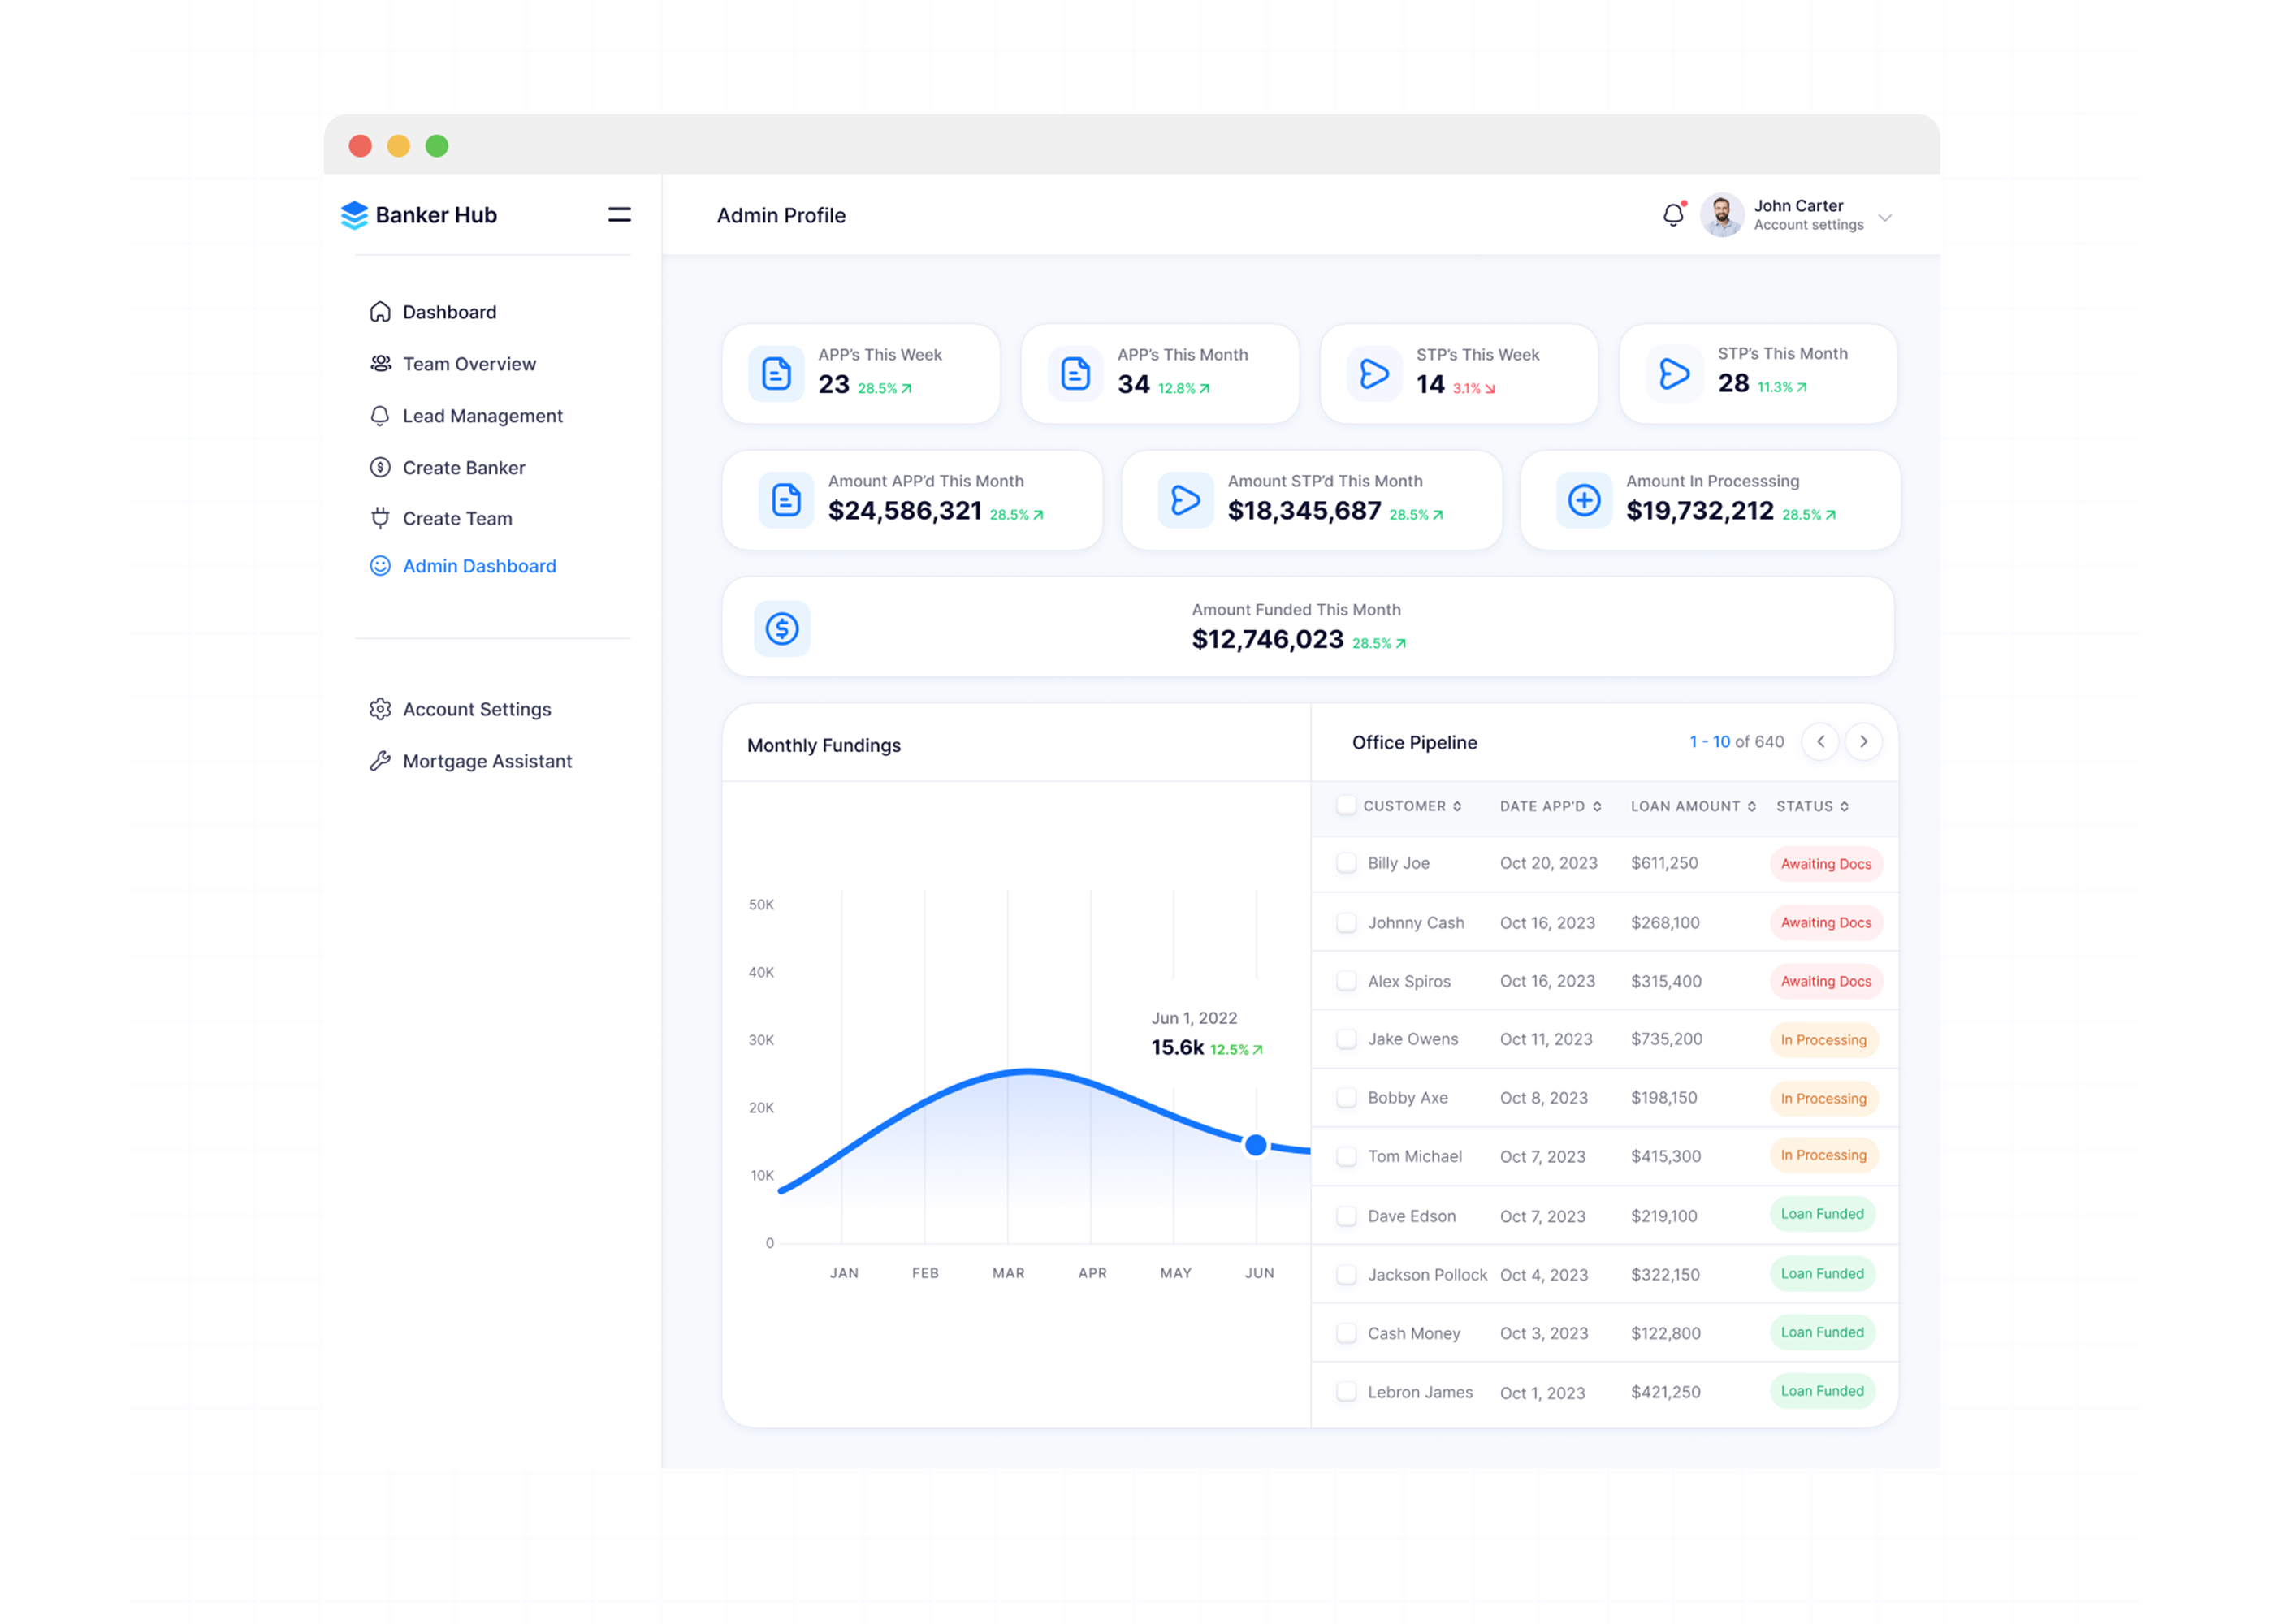 Banker Hub
Dashboard
Team Overview
Lead Management
Create Banker
Create Team
Admin Dashboard
Account Settings
Mortgage Assistant
Admin Profile
John Carter
Account settings
APP's This Week
23 28.5%
APP's This Month
34 12.8%
STP's This Week
14 3.1%
STP's This Month
28 11.3%
Amount APP'd This Month
$24,586,321 28.5%
Amount STP'd This Month
$18,345,687 28.5%
Amount In Processsing
$19,732,212 28.5%
Amount Funded This Month
$12,746,023 28.5%
Monthly Fundings
50K
40K
30K
20K
10K
0
Jun 1, 2022
15.6k 12.5%
JAN FEB MAR APR MAY JUN
Office Pipeline 1 - 10 of 640
CUSTOMER DATE APP'D LOAN AMOUNT STATUS
Billy Joe Oct 20, 2023 $611,250 Awaiting Docs
Johnny Cash Oct 16, 2023 $268,100 Awaiting Docs
Alex Spiros Oct 16, 2023 $315,400 Awaiting Docs
Jake Owens Oct 11, 2023 $735,200 In Processing
Bobby Axe Oct 8, 2023 $198,150 In Processing
Tom Michael Oct 7, 2023 $415,300 In Processing
Dave Edson Oct 7, 2023 $219,100 Loan Funded
Jackson Pollock Oct 4, 2023 $322,150 Loan Funded
Cash Money Oct 3, 2023 $122,800 Loan Funded
Lebron James Oct 1, 2023 $421,250 Loan Funded